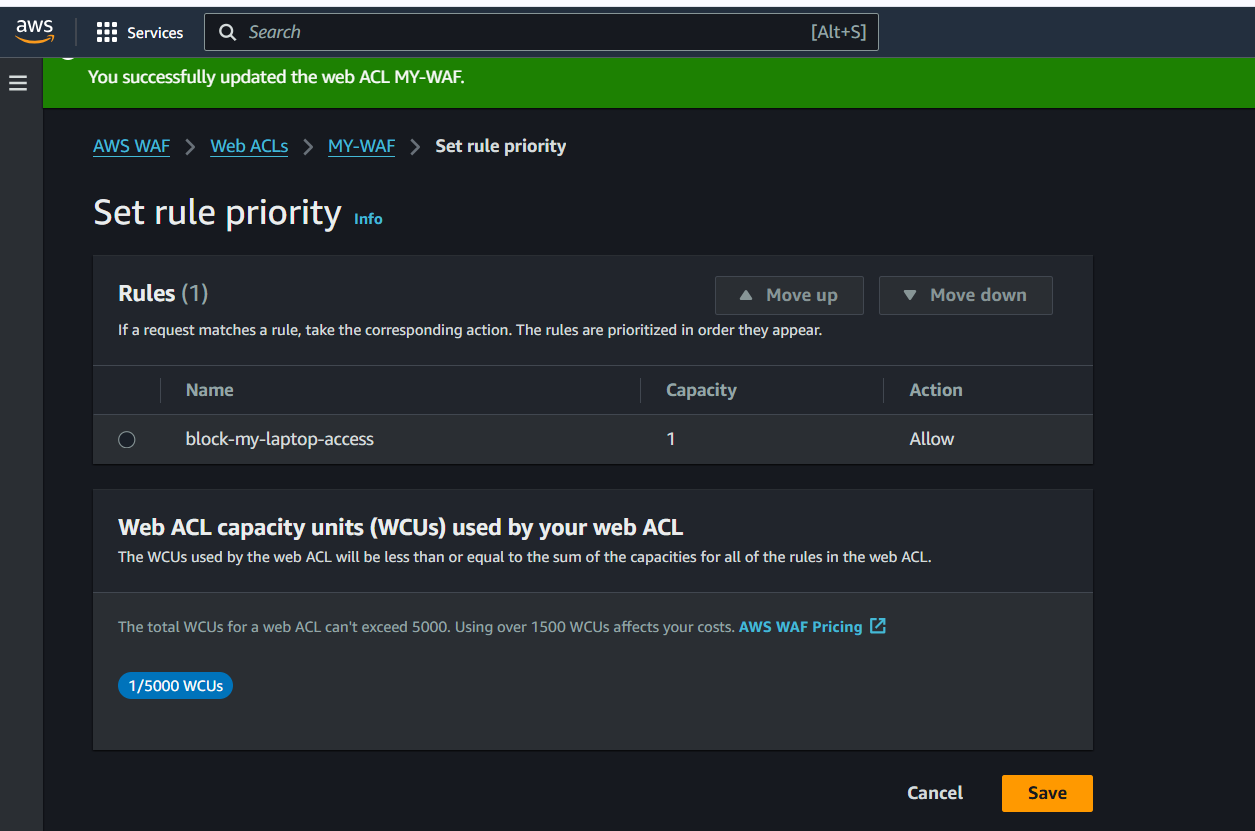 aws
Services
Search
[Alt+S]
You successfully updated the web ACL MY-WAF.
AWS WAF
Web ACLs
MY-WAF
Set rule priority
Set rule priority Info
Rules (1)
Move up
Move down
If a request matches a rule, take the corresponding action. The rules are prioritized in order they appear.
Name
Capacity
Action
block-my-laptop-access
1
Allow
Web ACL capacity units (WCUs) used by your web ACL
The WCUs used by the web ACL will be less than or equal to the sum of the capacities for all of the rules in the web ACL.
The total WCUs for a web ACL can't exceed 5000. Using over 1500 WCUs affects your costs. AWS WAF Pricing
1/5000 WCUs
Cancel
Save